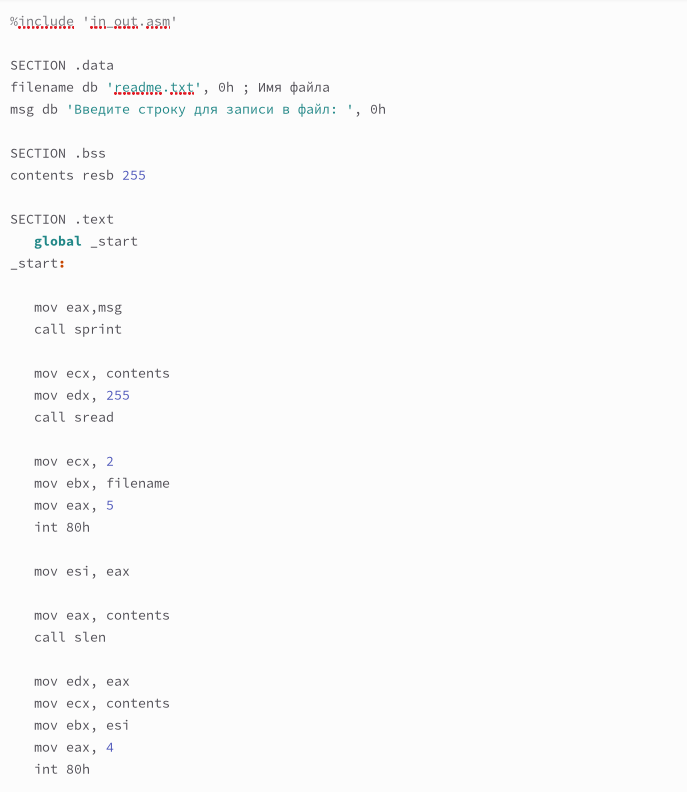 %include 'in_out.asm'
SECTION .data
filename db 'readme.txt', 0h ; Имя файла
msg db 'Введите строку для записи в файл: ', 0h
SECTION .bss
contents resb 255
SECTION .text
global _start
_start:
mov eax,msg
call sprint
mov ecx, contents
mov edx, 255
call sread
mov ecx, 2
mov ebx, filename
mov eax, 5
int 80h
mov esi, eax
mov eax, contents
call slen
mov edx, eax
mov ecx, contents
mov ebx, esi
mov eax, 4
int 80h